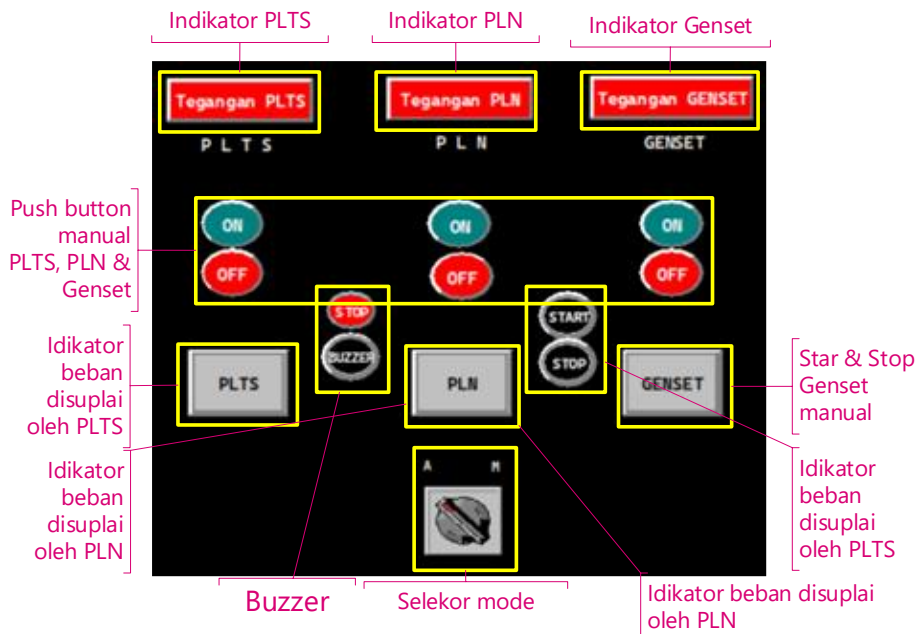 Indikator PLTS
Indikator PLN
Indikator Genset
Tegangan PLTS
Tegangan PLN
Tegangan GENSET
P L T S
P L N
GENSET
Push button
manual
PLTS, PLN &
Genset
ON
ON
ON
OFF
OFF
OFF
STOP
BUZZER
START
STOP
Idikator
beban
disuplai
oleh PLTS
PLTS
PLN
GENSET
Star & Stop
Genset
manual
Idikator
beban
disuplai
oleh PLN
A
M
Idikator
beban
disuplai
oleh PLTS
Buzzer
Selekor mode
Idikator beban disuplai
oleh PLN